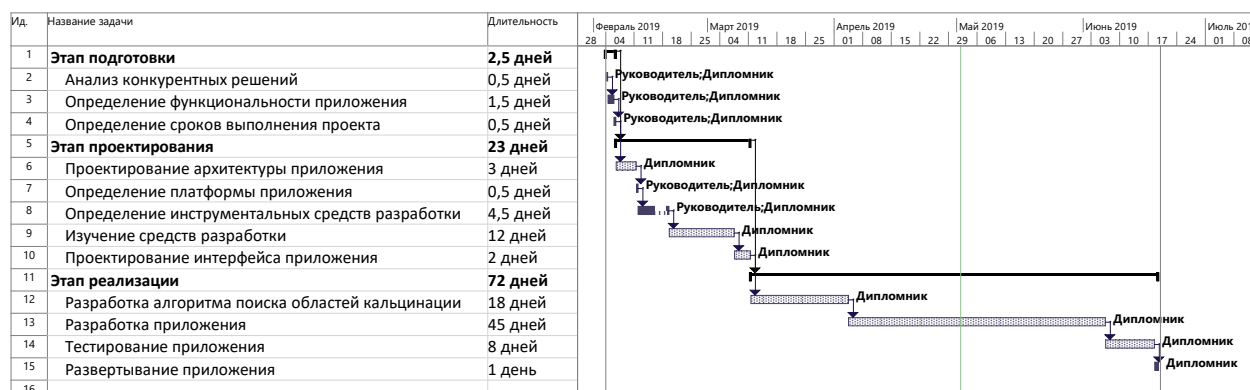 Ид. Название задачи Длительность Февраль 2019 Март 2019 Апрель 2019 Май 2019 Июнь 2019 Июль 201
28 04 11 18 25 04 11 18 25 01 08 15 22 29 06 13 20 27 03 10 17 24 01 08
1 Этап подготовки 2,5 дней
2 Анализ конкурентных решений 0,5 дней Руководитель;Дипломник
3 Определение функциональности приложения 1,5 дней Руководитель;Дипломник
4 Определение сроков выполнения проекта 0,5 дней Руководитель;Дипломник
5 Этап проектирования 23 дней
6 Проектирование архитектуры приложения 3 дней Дипломник
7 Определение платформы приложения 0,5 дней Руководитель;Дипломник
8 Определение инструментальных средств разработки 4,5 дней Руководитель;Дипломник
9 Изучение средств разработки 12 дней Дипломник
10 Проектирование интерфейса приложения 2 дней Дипломник
11 Этап реализации 72 дней
12 Разработка алгоритма поиска областей кальцинации 18 дней Дипломник
13 Разработка приложения 45 дней Дипломник
14 Тестирование приложения 8 дней Дипломник
15 Развертывание приложения 1 день Дипломник
16